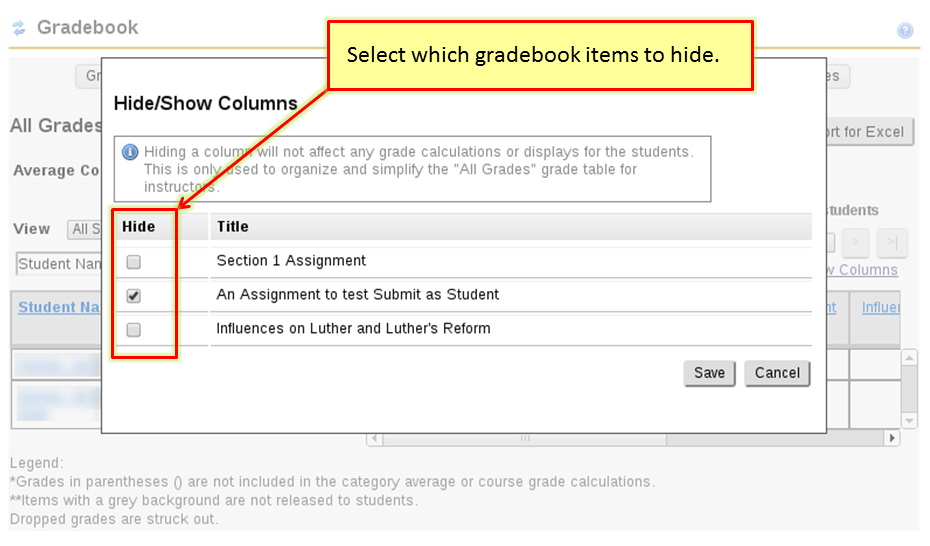 Gradebook
Select which gradebook items to hide.
Gr
es
Hide/Show Columns
All Grades
rt for Excel
Hiding a column will not affect any grade calculations or displays for the students.
This is only used to organize and simplify the "All Grades" grade table for
instructors.
Average Co
tudents
Hide Title
View All S
> >|
Section 1 Assignment
Student Nan
w Columns
An Assignment to test Submit as Student
Student Na
nt Influer
Influences on Luther and Luther's Reform
Save Cancel
Legend:
*Grades in parentheses () are not included in the category average or course grade calculations.
**Items with a grey background are not released to students.
Dropped grades are struck out.